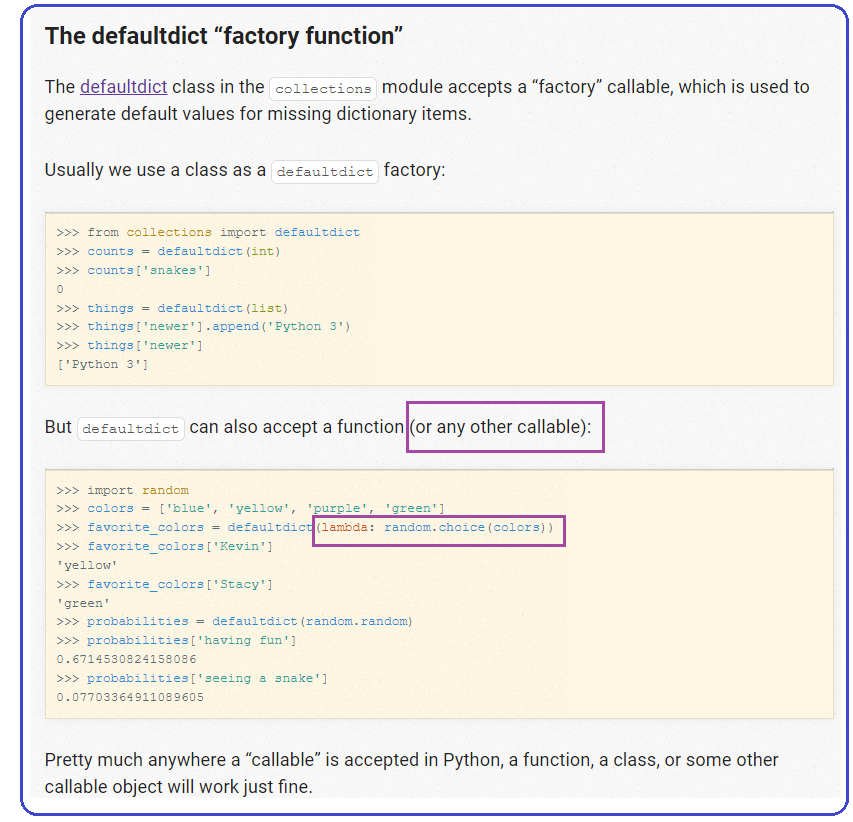 The defaultdict “factory function”
The defaultdict class in the collections module accepts a “factory” callable, which is used to
generate default values for missing dictionary items.
Usually we use a class as a defaultdict factory:
>>> from collections import defaultdict
>>> counts = defaultdict(int)
>>> counts['snakes']
0
>>> things = defaultdict(list)
>>> things['newer'].append('Python 3')
>>> things['newer']
['Python 3']
But defaultdict can also accept a function (or any other callable):
>>> import random
>>> colors = ['blue', 'yellow', 'purple', 'green']
>>> favorite_colors = defaultdict(lambda: random.choice(colors))
>>> favorite_colors['Kevin']
'yellow'
>>> favorite_colors['Stacy']
'green'
>>> probabilities = defaultdict(random.random)
>>> probabilities['having fun']
0.6714530824158086
>>> probabilities['seeing a snake']
0.07703364911089605
Pretty much anywhere a “callable” is accepted in Python, a function, a class, or some other
callable object will work just fine.